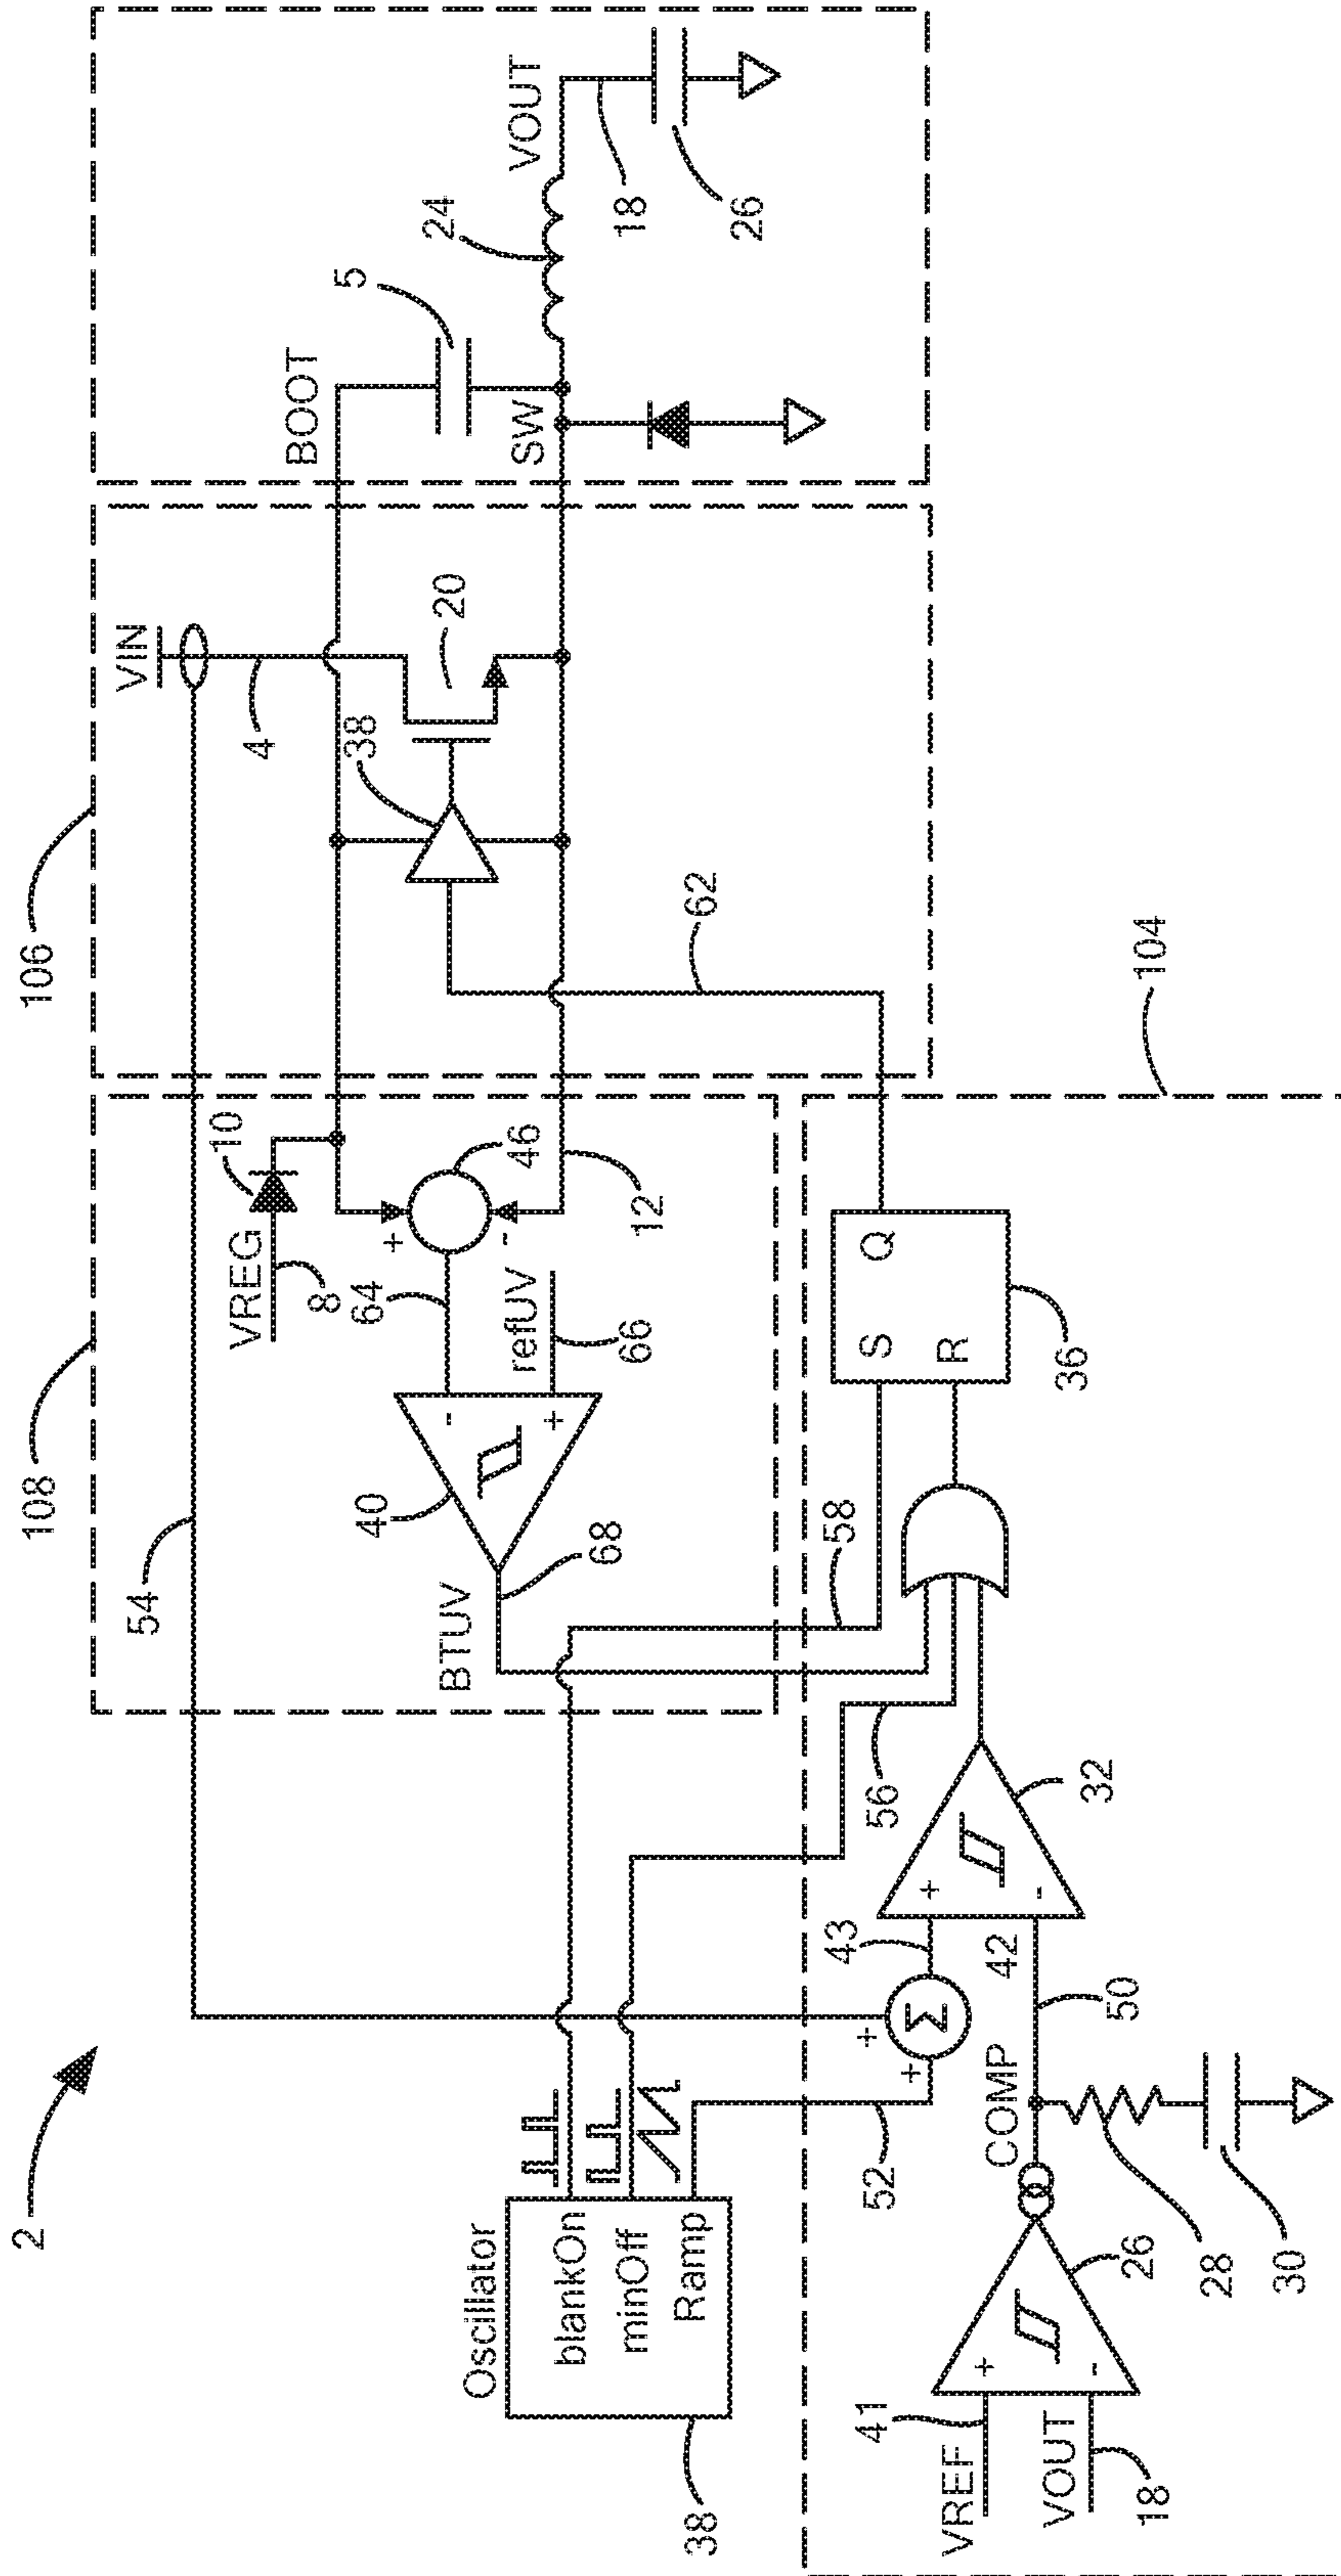 2
54
108
106
VIN
4
BOOT
5
24
VOUT
18
26
VREG
8
10
38
20
SW
+
46
-
12
64
refUV
66
-
+
40
BTUV
68
58
62
104
Oscillator
blankOn
minOff
Ramp
38
52
+
+
Σ
43
56
S
Q
R
36
+
-
32
42
50
COMP
VREF
41
+
VOUT
18
-
26
28
30